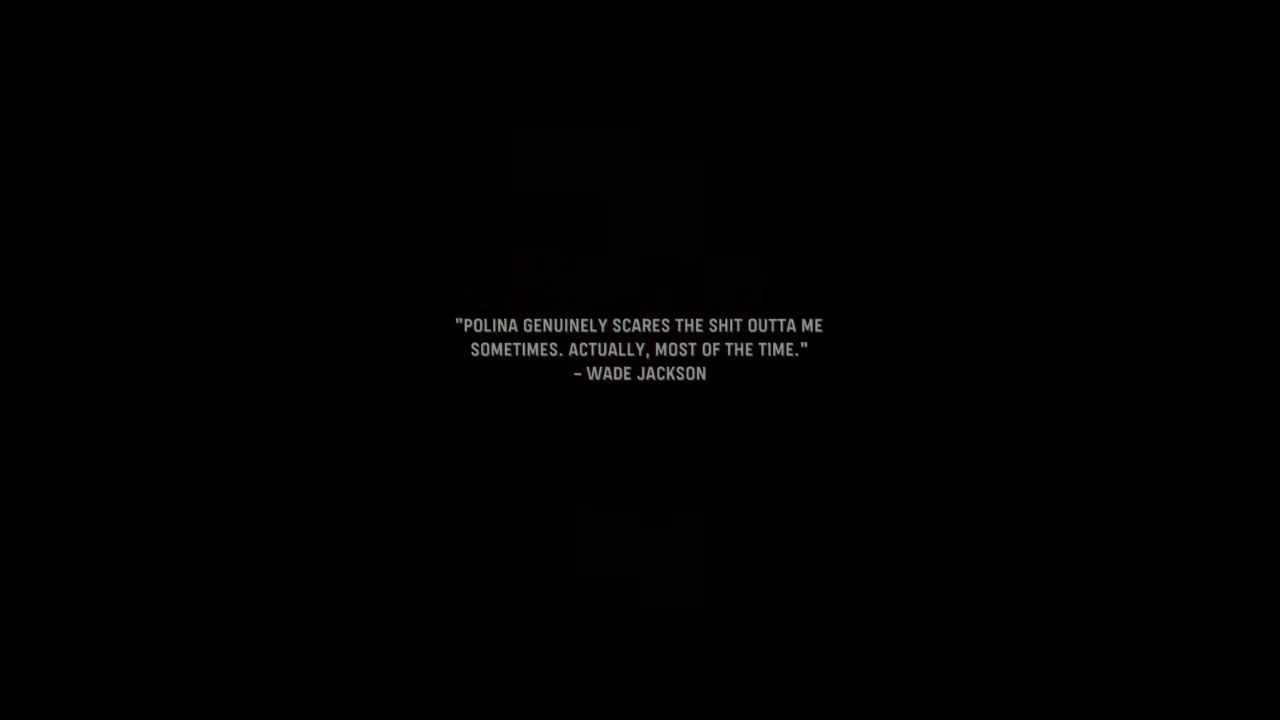 "POLINA GENUINELY SCARES THE SHIT OUTTA ME
SOMETIMES. ACTUALLY, MOST OF THE TIME."
– WADE JACKSON